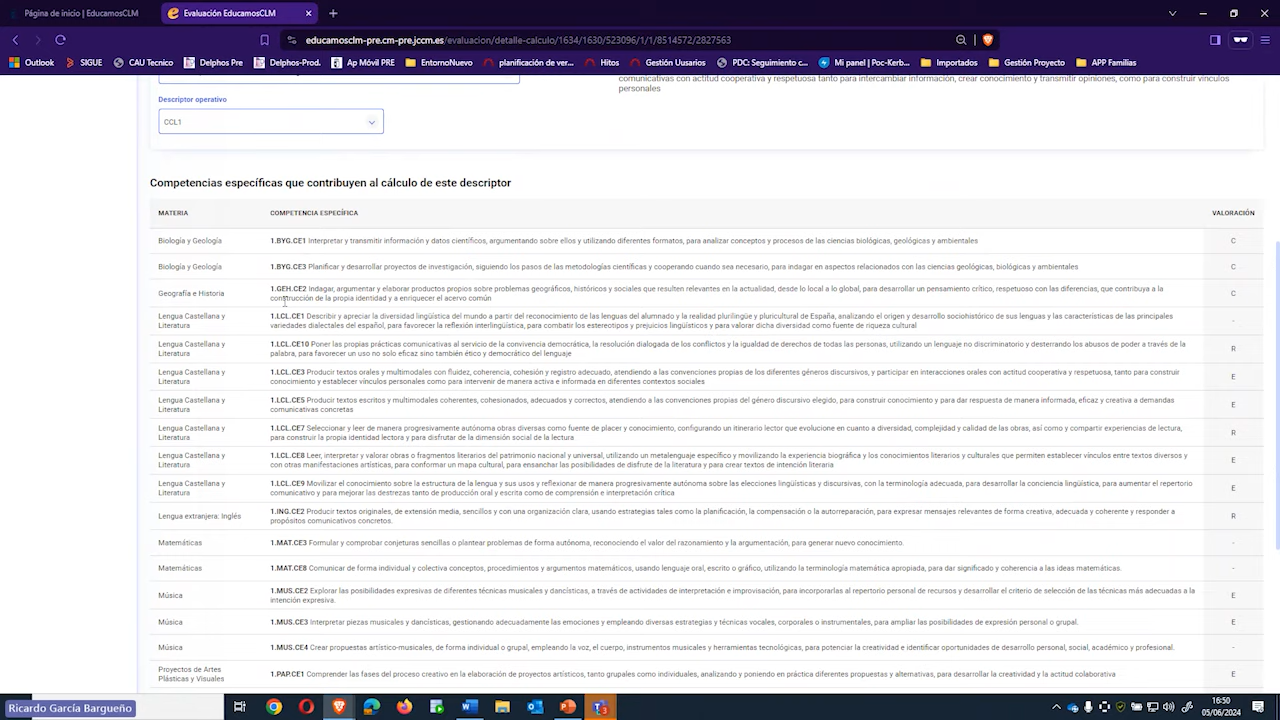 Página de inicio | EducamosCLM
Evaluación EducamosCLM
educamosclm-pre.cm-pre.jccm.es/evaluacion/detalle-calculo/1634/1630/523096/1/1/8514572/2827563
Outlook
SIGUE
CAU Tecnico
Delphos Pre
Delphos-Prod.
Ap Móvil PRE
EntornoNuevo
planificación de ver...
Hitos
Gestión Usuarios
PDC: Seguimiento c...
Mi panel | Poc-Kerb...
Importados
Gestión Proyecto
APP Familias
comunicativas con actitud cooperativa y respetuosa tanto para intercambiar información, crear conocimiento y transmitir opiniones, como para construir vínculos
personales
Descriptor operativo
CCL1
Competencias específicas que contribuyen al cálculo de este descriptor
MATERIA COMPETENCIA ESPECÍFICA VALORACIÓN
Biología y Geología 1.BYG.CE1 Interpretar y transmitir información y datos científicos, argumentando sobre ellos y utilizando diferentes formatos, para analizar conceptos y procesos de las ciencias biológicas, geológicas y ambientales C
Biología y Geología 1.BYG.CE3 Planificar y desarrollar proyectos de investigación, siguiendo los pasos de las metodologías científicas y cooperando cuando sea necesario, para indagar en aspectos relacionados con las ciencias geológicas, biológicas y ambientales C
Geografía e Historia 1.GEH.CE2 Indagar, argumentar y elaborar productos propios sobre problemas geográficos, históricos y sociales que resulten relevantes en la actualidad, desde lo local a lo global, para desarrollar un pensamiento crítico, respetuoso con las diferencias, que contribuya a la
construcción de la propia identidad y a enriquecer el acervo común C
Lengua Castellana y 1.LCL.CE1 Describir y apreciar la diversidad lingüística del mundo a partir del reconocimiento de las lenguas del alumnado y la realidad plurilingüe y pluricultural de España, analizando el origen y desarrollo sociohistórico de sus lenguas y las características de las principales
Literatura variedades dialectales del español, para favorecer la reflexión interlingüística, para combatir los estereotipos y prejuicios lingüísticos y para valorar dicha diversidad como fuente de riqueza cultural -
Lengua Castellana y 1.LCL.CE10 Poner las propias prácticas comunicativas al servicio de la convivencia democrática, la resolución dialogada de los conflictos y la igualdad de derechos de todas las personas, utilizando un lenguaje no discriminatorio y desterrando los abusos de poder a través de la
Literatura palabra, para favorecer un uso no solo eficaz sino también ético y democrático del lenguaje R
Lengua Castellana y 1.LCL.CE3 Producir textos orales y multimodales con fluidez, coherencia, cohesión y registro adecuado, atendiendo a las convenciones propias de los diferentes géneros discursivos, y participar en interacciones orales con actitud cooperativa y respetuosa, tanto para construir
Literatura conocimiento y establecer vínculos personales como para intervenir de manera activa e informada en diferentes contextos sociales E
Lengua Castellana y 1.LCL.CE5 Producir textos escritos y multimodales coherentes, cohesionados, adecuados y correctos, atendiendo a las convenciones propias del género discursivo elegido, para construir conocimiento y para dar respuesta de manera informada, eficaz y creativa a demandas
Literatura comunicativas concretas E
Lengua Castellana y 1.LCL.CE7 Seleccionar y leer de manera progresivamente autónoma obras diversas como fuente de placer y conocimiento, configurando un itinerario lector que evolucione en cuanto a diversidad, complejidad y calidad de las obras, así como y compartir experiencias de lectura,
Literatura para construir la propia identidad lectora y para disfrutar de la dimensión social de la lectura R
Lengua Castellana y 1.LCL.CE8 Leer, interpretar y valorar obras o fragmentos literarios del patrimonio nacional y universal, utilizando un metalenguaje específico y movilizando la experiencia biográfica y los conocimientos literarios y culturales que permiten establecer vínculos entre textos diversos y
Literatura con otras manifestaciones artísticas, para conformar un mapa cultural, para ensanchar las posibilidades de disfrute de la literatura y para crear textos de intención literaria E
Lengua Castellana y 1.LCL.CE9 Movilizar el conocimiento sobre la estructura de la lengua y sus usos y reflexionar de manera progresivamente autónoma sobre las elecciones lingüísticas y discursivas, con la terminología adecuada, para desarrollar la conciencia lingüística, para aumentar el repertorio
Literatura comunicativo y para mejorar las destrezas tanto de producción oral y escrita como de comprensión e interpretación crítica E
Lengua extranjera: Inglés 1.ING.CE2 Producir textos originales, de extensión media, sencillos y con una organización clara, usando estrategias tales como la planificación, la compensación o la autorreparación, para expresar mensajes relevantes de forma creativa, adecuada y coherente y responder a
propósitos comunicativos concretos. R
Matemáticas 1.MAT.CE3 Formular y comprobar conjeturas sencillas o plantear problemas de forma autónoma, reconociendo el valor del razonamiento y la argumentación, para generar nuevo conocimiento. -
Matemáticas 1.MAT.CE8 Comunicar de forma individual y colectiva conceptos, procedimientos y argumentos matemáticos, usando lenguaje oral, escrito o gráfico, utilizando la terminología matemática apropiada, para dar significado y coherencia a las ideas matemáticas. -
Música 1.MUS.CE2 Explorar las posibilidades expresivas de diferentes técnicas musicales y dancísticas, a través de actividades de interpretación e improvisación, para incorporarlas al repertorio personal de recursos y desarrollar el criterio de selección de las técnicas más adecuadas a la
intención expresiva. E
Música 1.MUS.CE3 Interpretar piezas musicales y dancísticas, gestionando adecuadamente las emociones y empleando diversas estrategias y técnicas vocales, corporales o instrumentales, para ampliar las posibilidades de expresión personal o grupal. E
Música 1.MUS.CE4 Crear propuestas artístico-musicales, de forma individual o grupal, empleando la voz, el cuerpo, instrumentos musicales y herramientas tecnológicas, para potenciar la creatividad e identificar oportunidades de desarrollo personal, social, académico y profesional. -
Proyectos de Artes 1.PAP.CE1 Comprender las fases del proceso creativo en la elaboración de proyectos artísticos, tanto grupales como individuales, analizando y poniendo en práctica diferentes propuestas y alternativas, para desarrollar la creatividad y la actitud colaborativa E
Plásticas y Visuales
Ricardo García Bargueño
16:50
05/06/2024